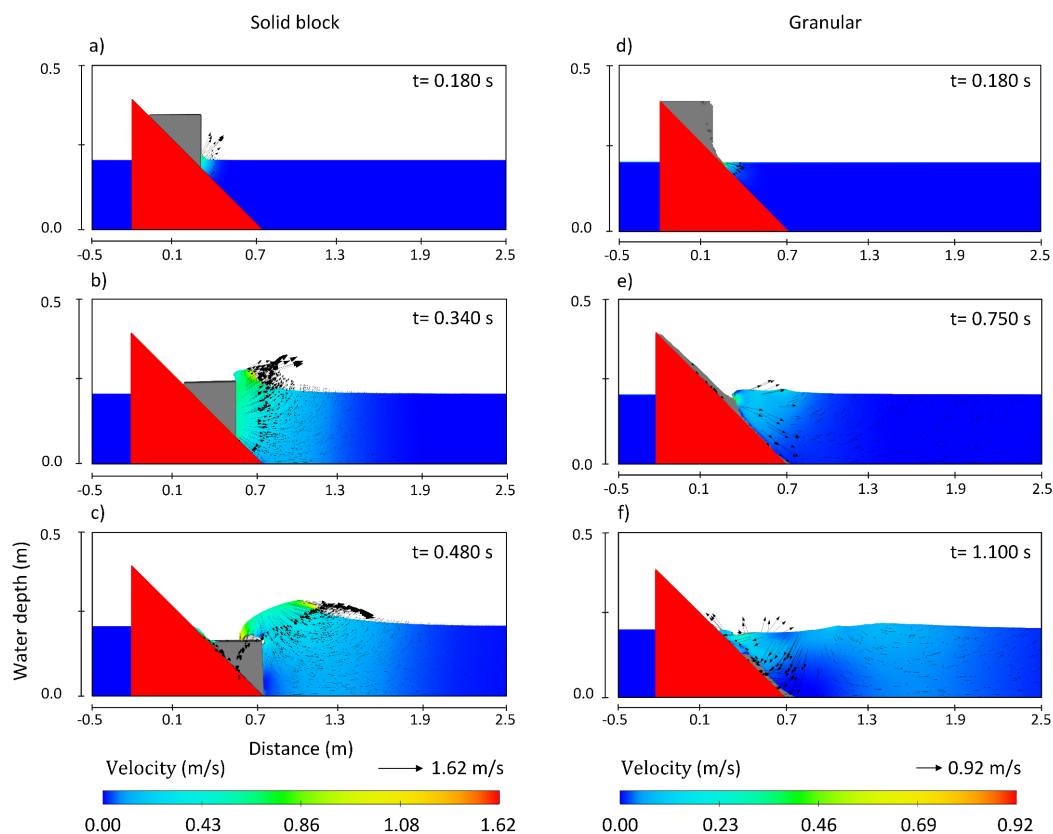 Solid block
Granular
a)
0.5
t= 0.180 s
0.0
-0.5 0.1 0.7 1.3 1.9 2.5
d)
0.5
t= 0.180 s
0.0
-0.5 0.1 0.7 1.3 1.9 2.5
b)
0.5
t= 0.340 s
0.0
-0.5 0.1 0.7 1.3 1.9 2.5
e)
0.5
t= 0.750 s
0.0
-0.5 0.1 0.7 1.3 1.9 2.5
c)
0.5
t= 0.480 s
0.0
-0.5 0.1 0.7 1.3 1.9 2.5
f)
0.5
t= 1.100 s
0.0
-0.5 0.1 0.7 1.3 1.9 2.5
Water depth (m)
Distance (m)
Velocity (m/s) 1.62 m/s
0.00 0.43 0.86 1.08 1.62
Velocity (m/s) 0.92 m/s
0.00 0.23 0.46 0.69 0.92